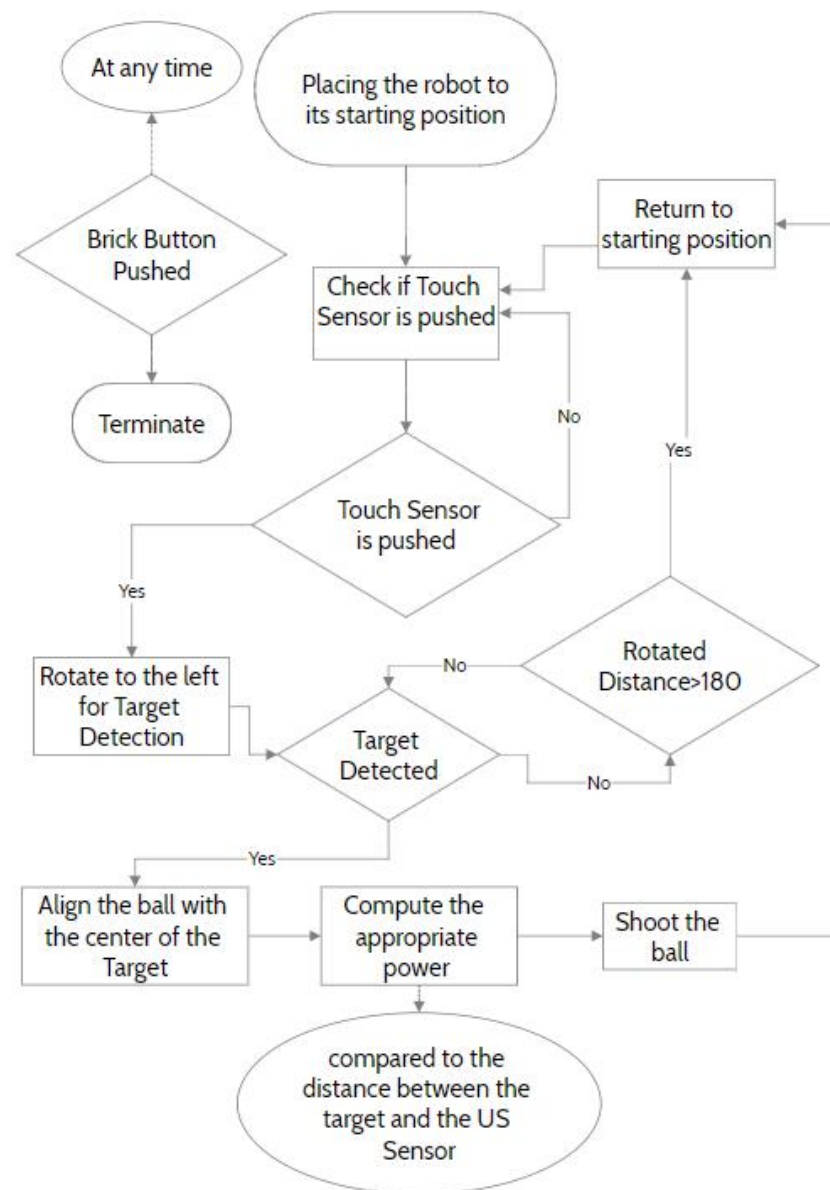 At any time
Placing the robot to
its starting position
Brick Button
Pushed
Return to
starting position
Check if Touch
Sensor is pushed
Terminate
No
Yes
Touch Sensor
is pushed
Yes
Rotate to the left
for Target
Detection
No
Rotated
Distance>180
Target
Detected
No
Yes
Align the ball with
the center of the
Target
Compute the
appropriate
power
Shoot the
ball
compared to the
distance between the
target and the US
Sensor